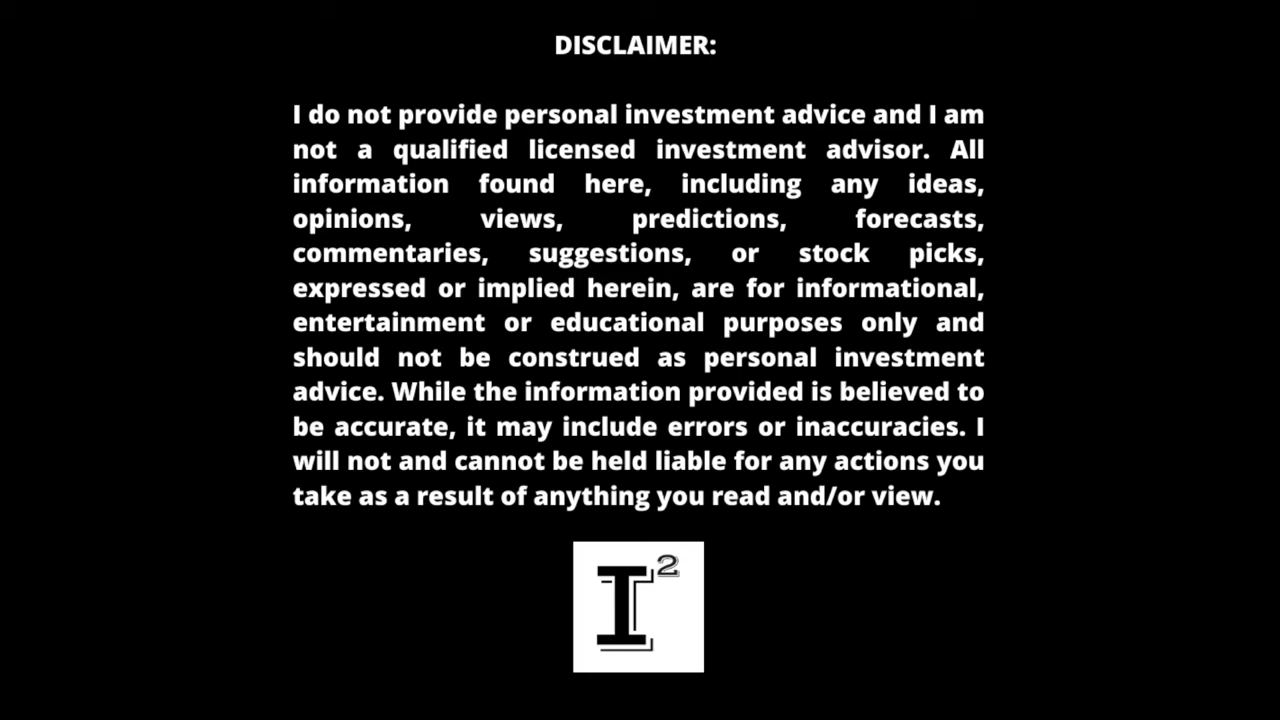 DISCLAIMER:
I do not provide personal investment advice and I am
not a qualified licensed investment advisor. All
information found here, including any ideas,
opinions, views, predictions, forecasts,
commentaries, suggestions, or stock picks,
expressed or implied herein, are for informational,
entertainment or educational purposes only and
should not be construed as personal investment
advice. While the information provided is believed to
be accurate, it may include errors or inaccuracies. I
will not and cannot be held liable for any actions you
take as a result of anything you read and/or view.
I²